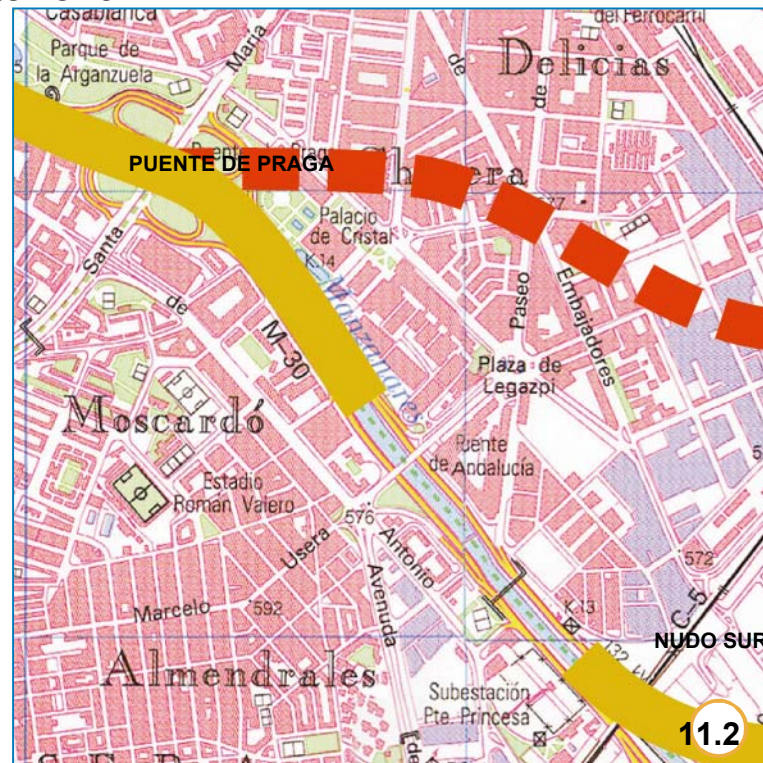 Casablanca
del Ferrocarril
Parque de
la Arganzuela
María
de
Delicias
de
PUENTE DE PRAGA
Chopera
Palacio
de Cristal
K.14
Santa
de
Manzanares
M-30
Paseo
Embajadores
Plaza de
Legazpi
Moscardó
Puente
de Andalucía
Estadio
Román Valero
576
Usera
Antonio
572
Marcelo
592
Avenida
K.13
C-5
NUDO SUR
Almendrales
Subestación
Pte. Princesa
11.2